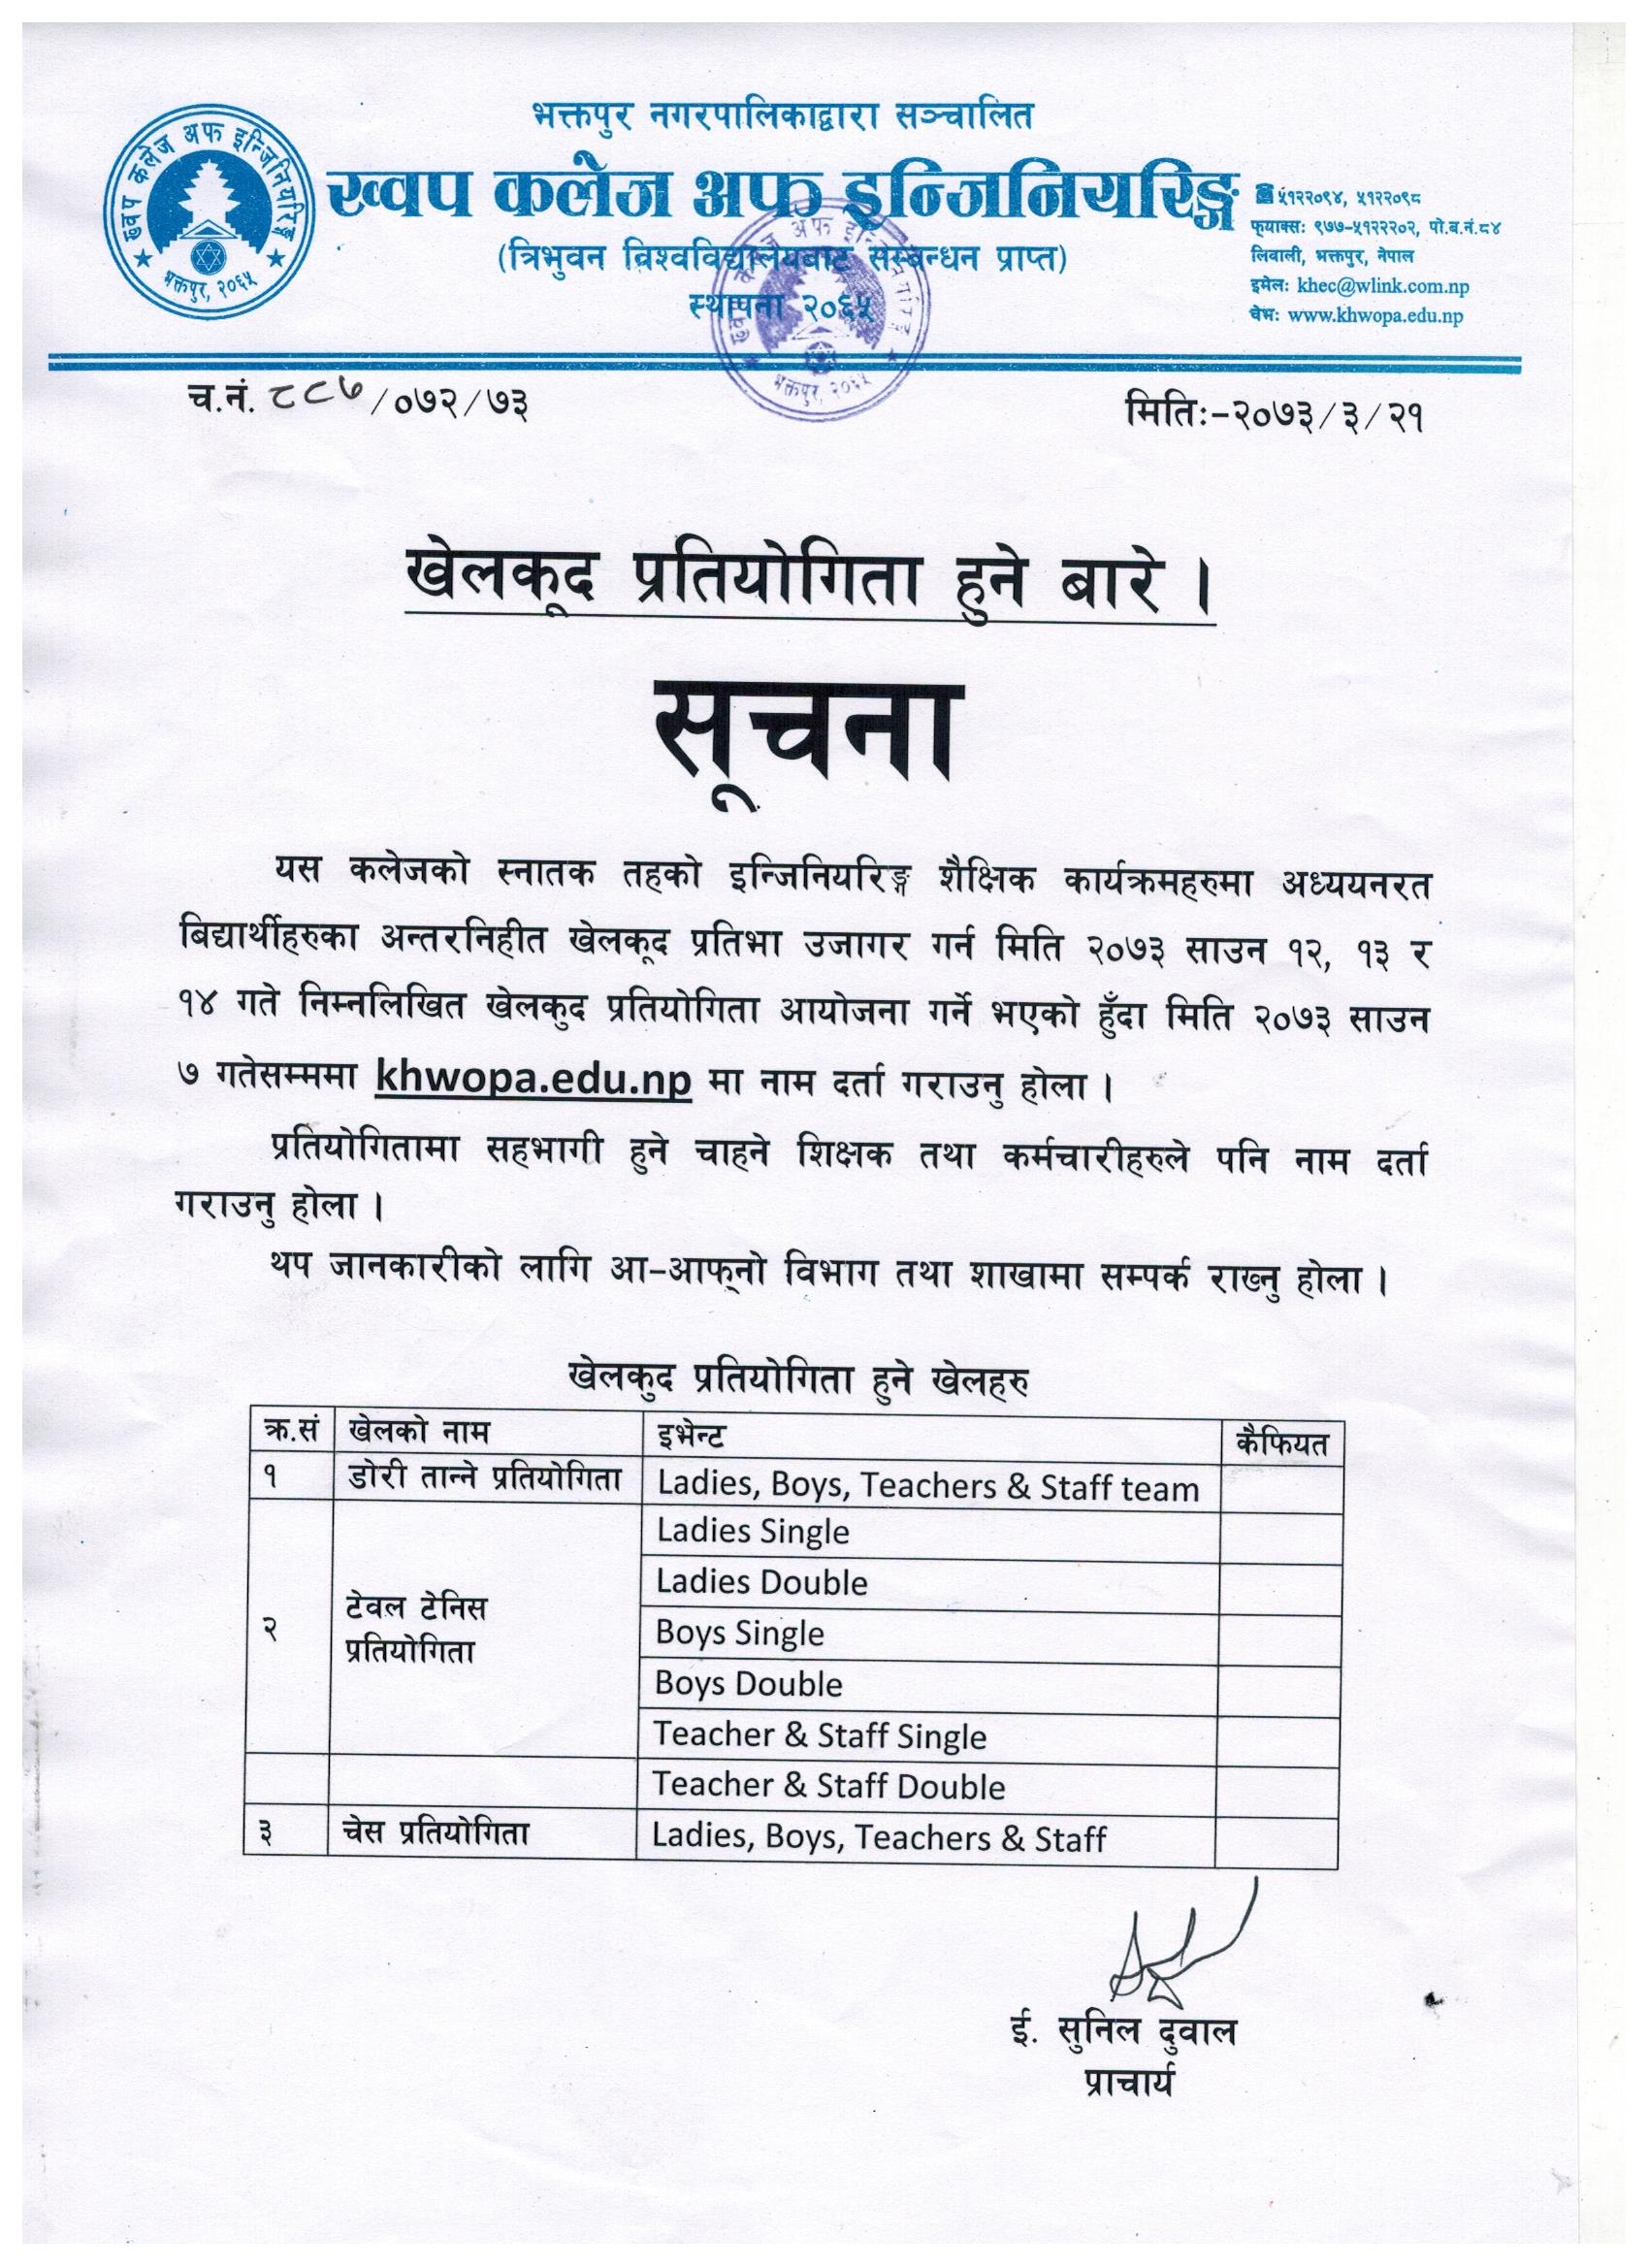 भक्तपुर नगरपालिकाद्वारा सञ्चालित
ख्वप कलेज अफ इन्जिनियरिङ्ग
(त्रिभुवन विश्वविद्यालयबाट सम्बन्धन प्राप्त)
स्थापना २०६५
ख्वप कलेज अफ इन्जिनियरिङ्ग
भक्तपुर, २०६५
☎५१२२०९४, ५१२२०९८
फ्याक्स: ९७७-५१२२२०२, पो.ब.नं.८४
लिवाली, भक्तपुर, नेपाल
इमेल: khec@wlink.com.np
वेभ: www.khwopa.edu.np
भक्तपुर, २०६५
च.नं. ८८७/०७२/७३
मितिः-२०७३/३/२१
खेलकूद प्रतियोगिता हुने बारे ।
सूचना
यस कलेजको स्नातक तहको इन्जिनियरिङ्ग शैक्षिक कार्यक्रमहरुमा अध्ययनरत
बिद्यार्थीहरुका अन्तरनिहीत खेलकूद प्रतिभा उजागर गर्न मिति २०७३ साउन १२, १३ र
१४ गते निम्नलिखित खेलकुद प्रतियोगिता आयोजना गर्ने भएको हुँदा मिति २०७३ साउन
७ गतेसम्ममा khwopa.edu.np मा नाम दर्ता गराउनु होला ।
प्रतियोगितामा सहभागी हुने चाहने शिक्षक तथा कर्मचारीहरुले पनि नाम दर्ता
गराउनु होला ।
थप जानकारीको लागि आ-आफ्‌नो विभाग तथा शाखामा सम्पर्क राख्नु होला ।
खेलकुद प्रतियोगिता हुने खेलहरु
क्र.सं खेलको नाम इभेन्ट कैफियत
१ डोरी तान्ने प्रतियोगिता Ladies, Boys, Teachers & Staff team
२ टेवल टेनिस
प्रतियोगिता
Ladies Single
Ladies Double
Boys Single
Boys Double
Teacher & Staff Single
Teacher & Staff Double
३ चेस प्रतियोगिता Ladies, Boys, Teachers & Staff
ई. सुनिल दुवाल
प्राचार्य